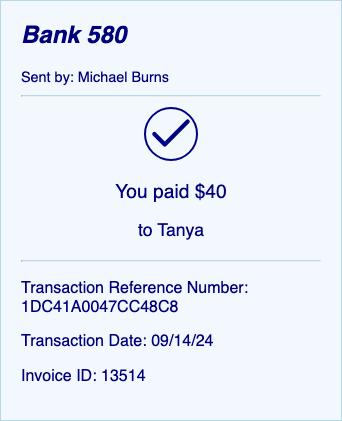 Bank 580
Sent by: Michael Burns
You paid $40
to Tanya
Transaction Reference Number:
1DC41A0047CC48C8
Transaction Date: 09/14/24
Invoice ID: 13514